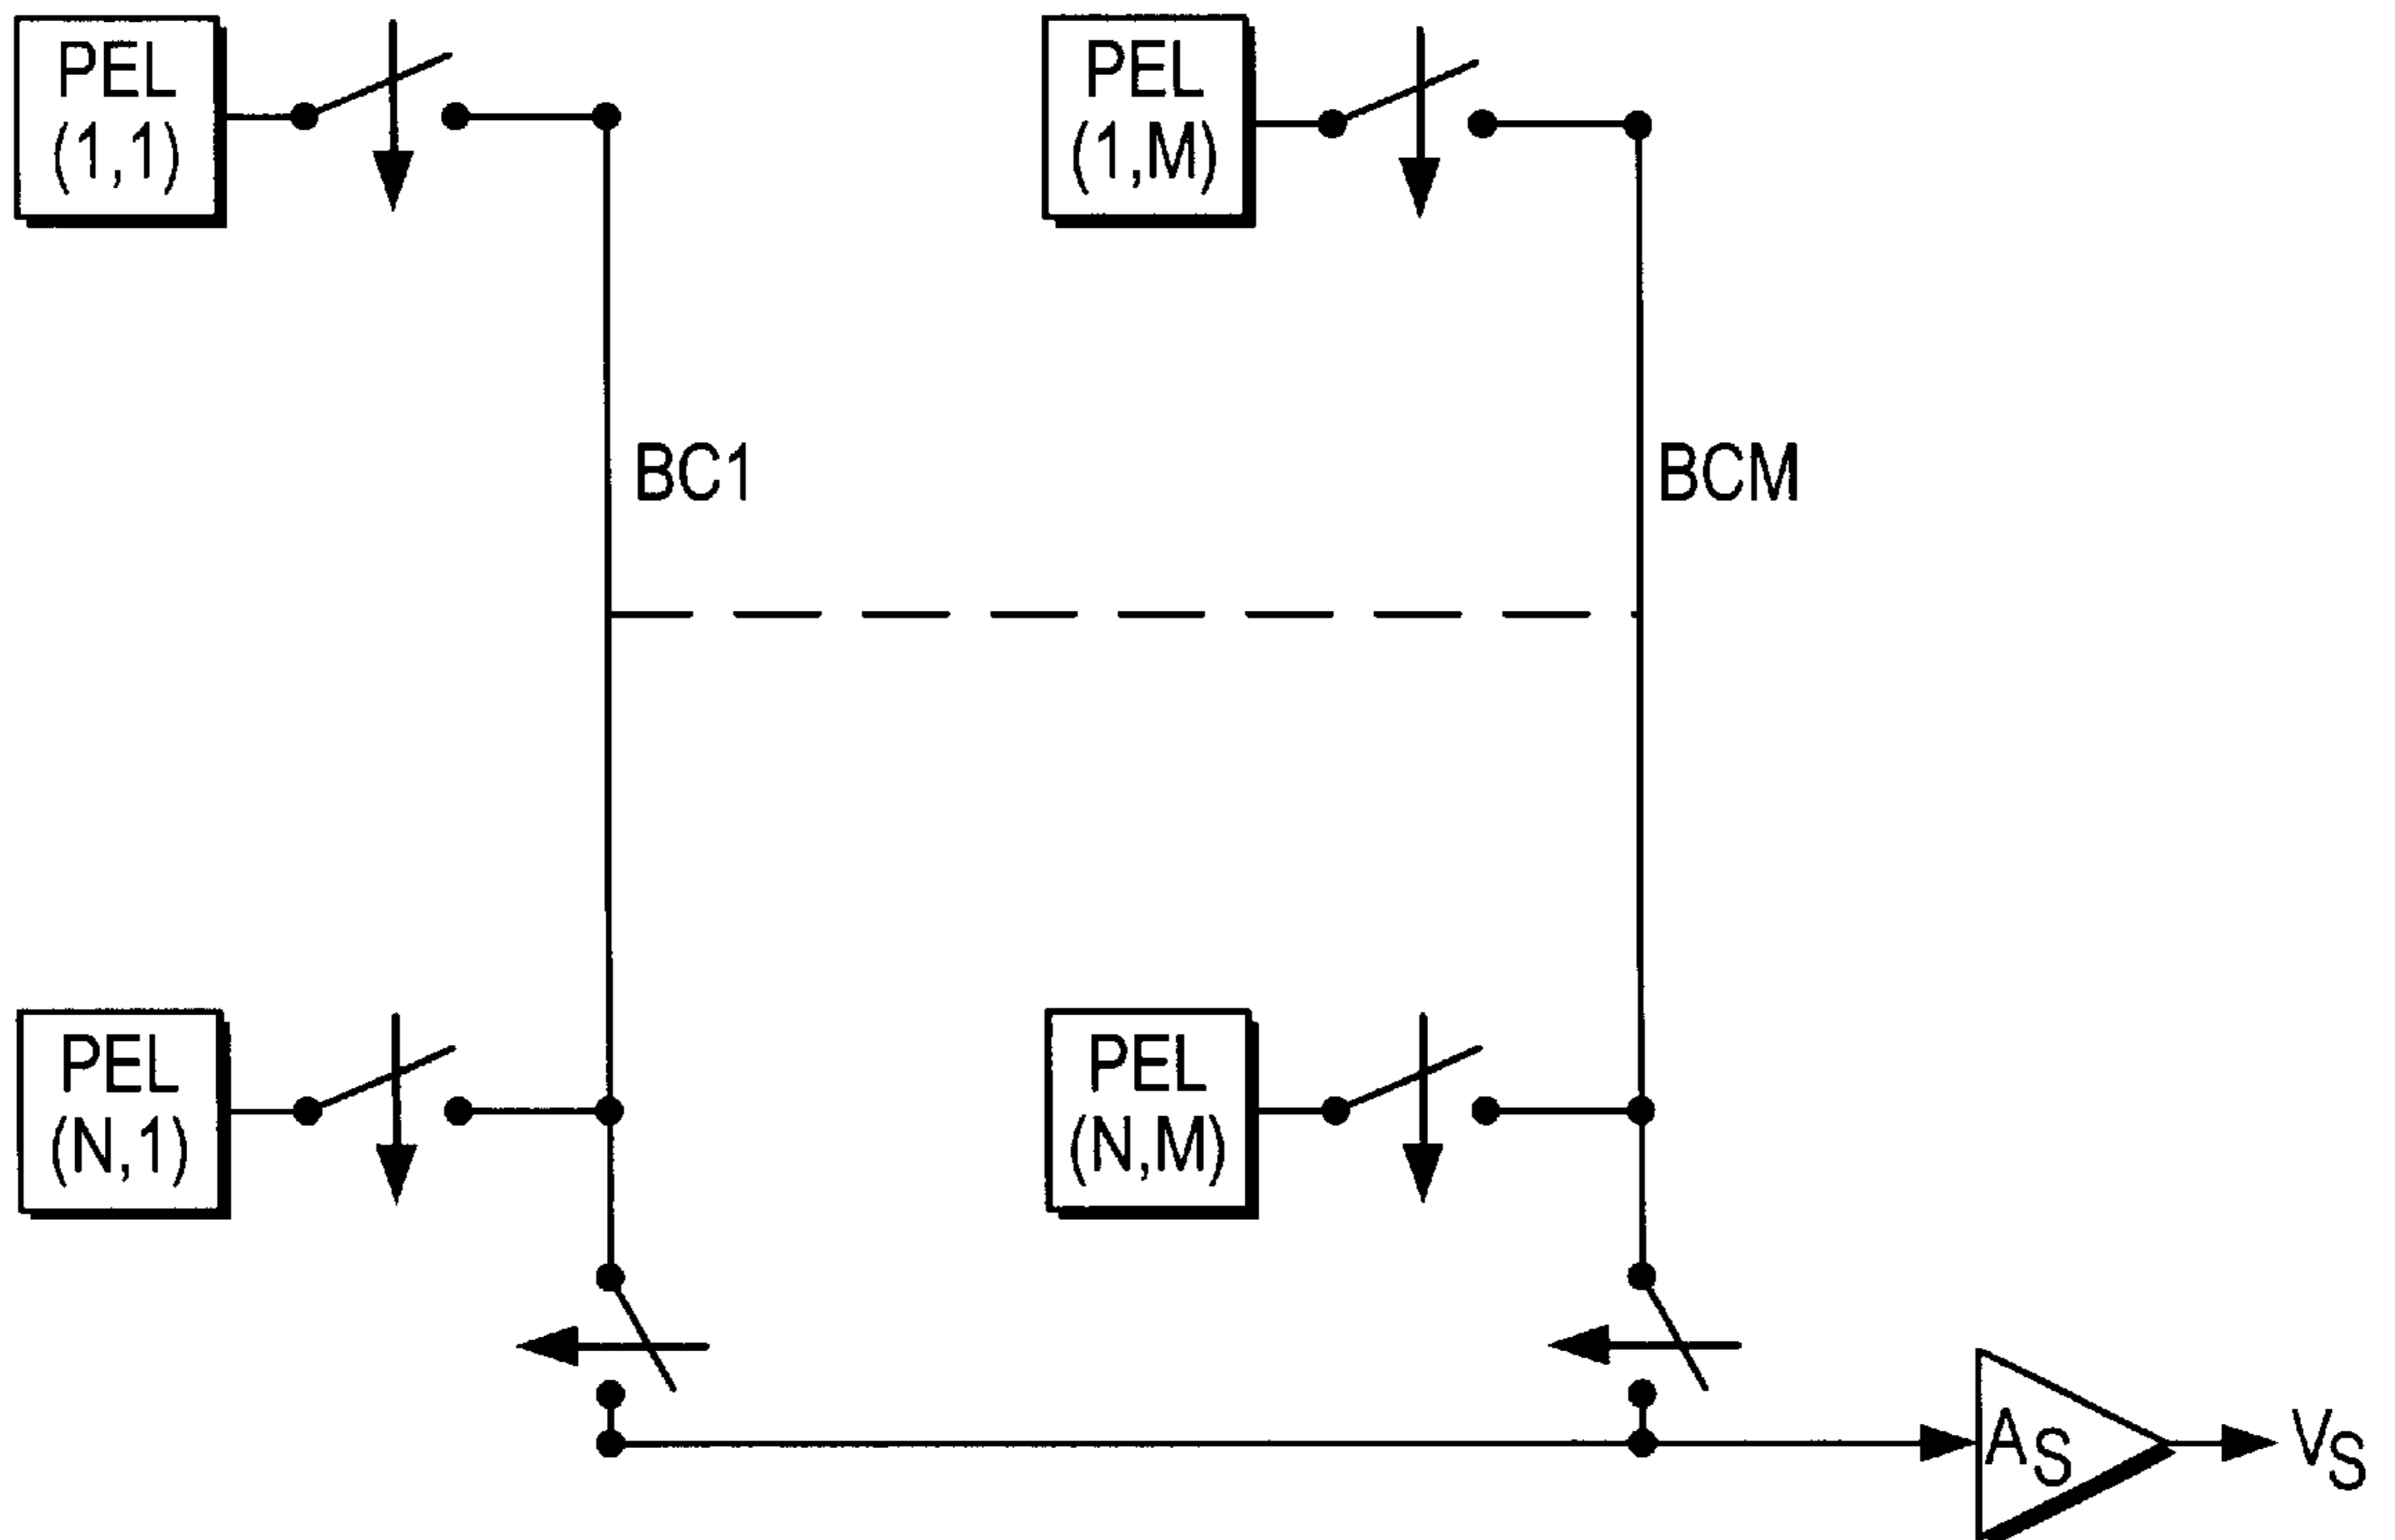 PEL
(1,1)
PEL
(1,M)
BC1
BCM
PEL
(N,1)
PEL
(N,M)
AS
VS